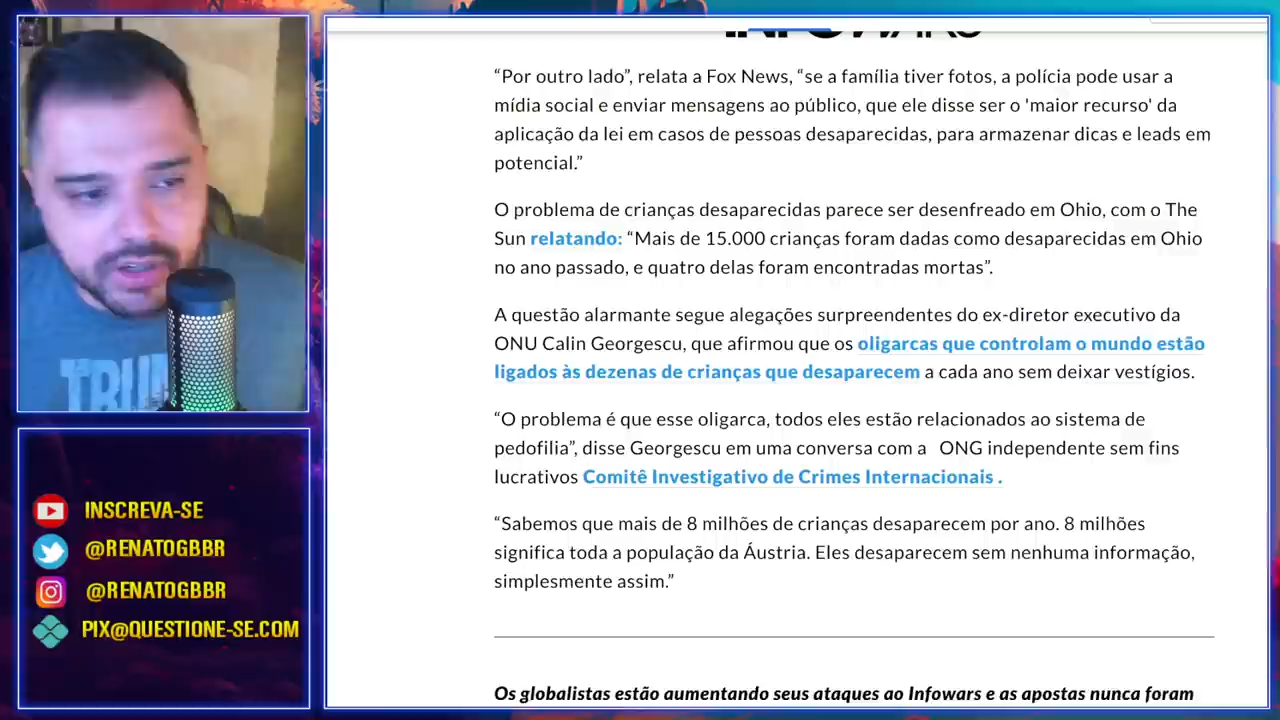 INFOWARS
“Por outro lado”, relata a Fox News, “se a família tiver fotos, a polícia pode usar a
mídia social e enviar mensagens ao público, que ele disse ser o 'maior recurso' da
aplicação da lei em casos de pessoas desaparecidas, para armazenar dicas e leads em
potencial.”
O problema de crianças desaparecidas parece ser desenfreado em Ohio, com o The
Sun relatando: “Mais de 15.000 crianças foram dadas como desaparecidas em Ohio
no ano passado, e quatro delas foram encontradas mortas”.
A questão alarmante segue alegações surpreendentes do ex-diretor executivo da
ONU Calin Georgescu, que afirmou que os oligarcas que controlam o mundo estão
ligados às dezenas de crianças que desaparecem a cada ano sem deixar vestígios.
“O problema é que esse oligarca, todos eles estão relacionados ao sistema de
pedofilia”, disse Georgescu em uma conversa com a ONG independente sem fins
lucrativos Comitê Investigativo de Crimes Internacionais .
“Sabemos que mais de 8 milhões de crianças desaparecem por ano. 8 milhões
significa toda a população da Áustria. Eles desaparecem sem nenhuma informação,
simplesmente assim.”
Os globalistas estão aumentando seus ataques ao Infowars e as apostas nunca foram
INSCREVA-SE
@RENATOGBBR
@RENATOGBBR
PIX@QUESTIONE-SE.COM